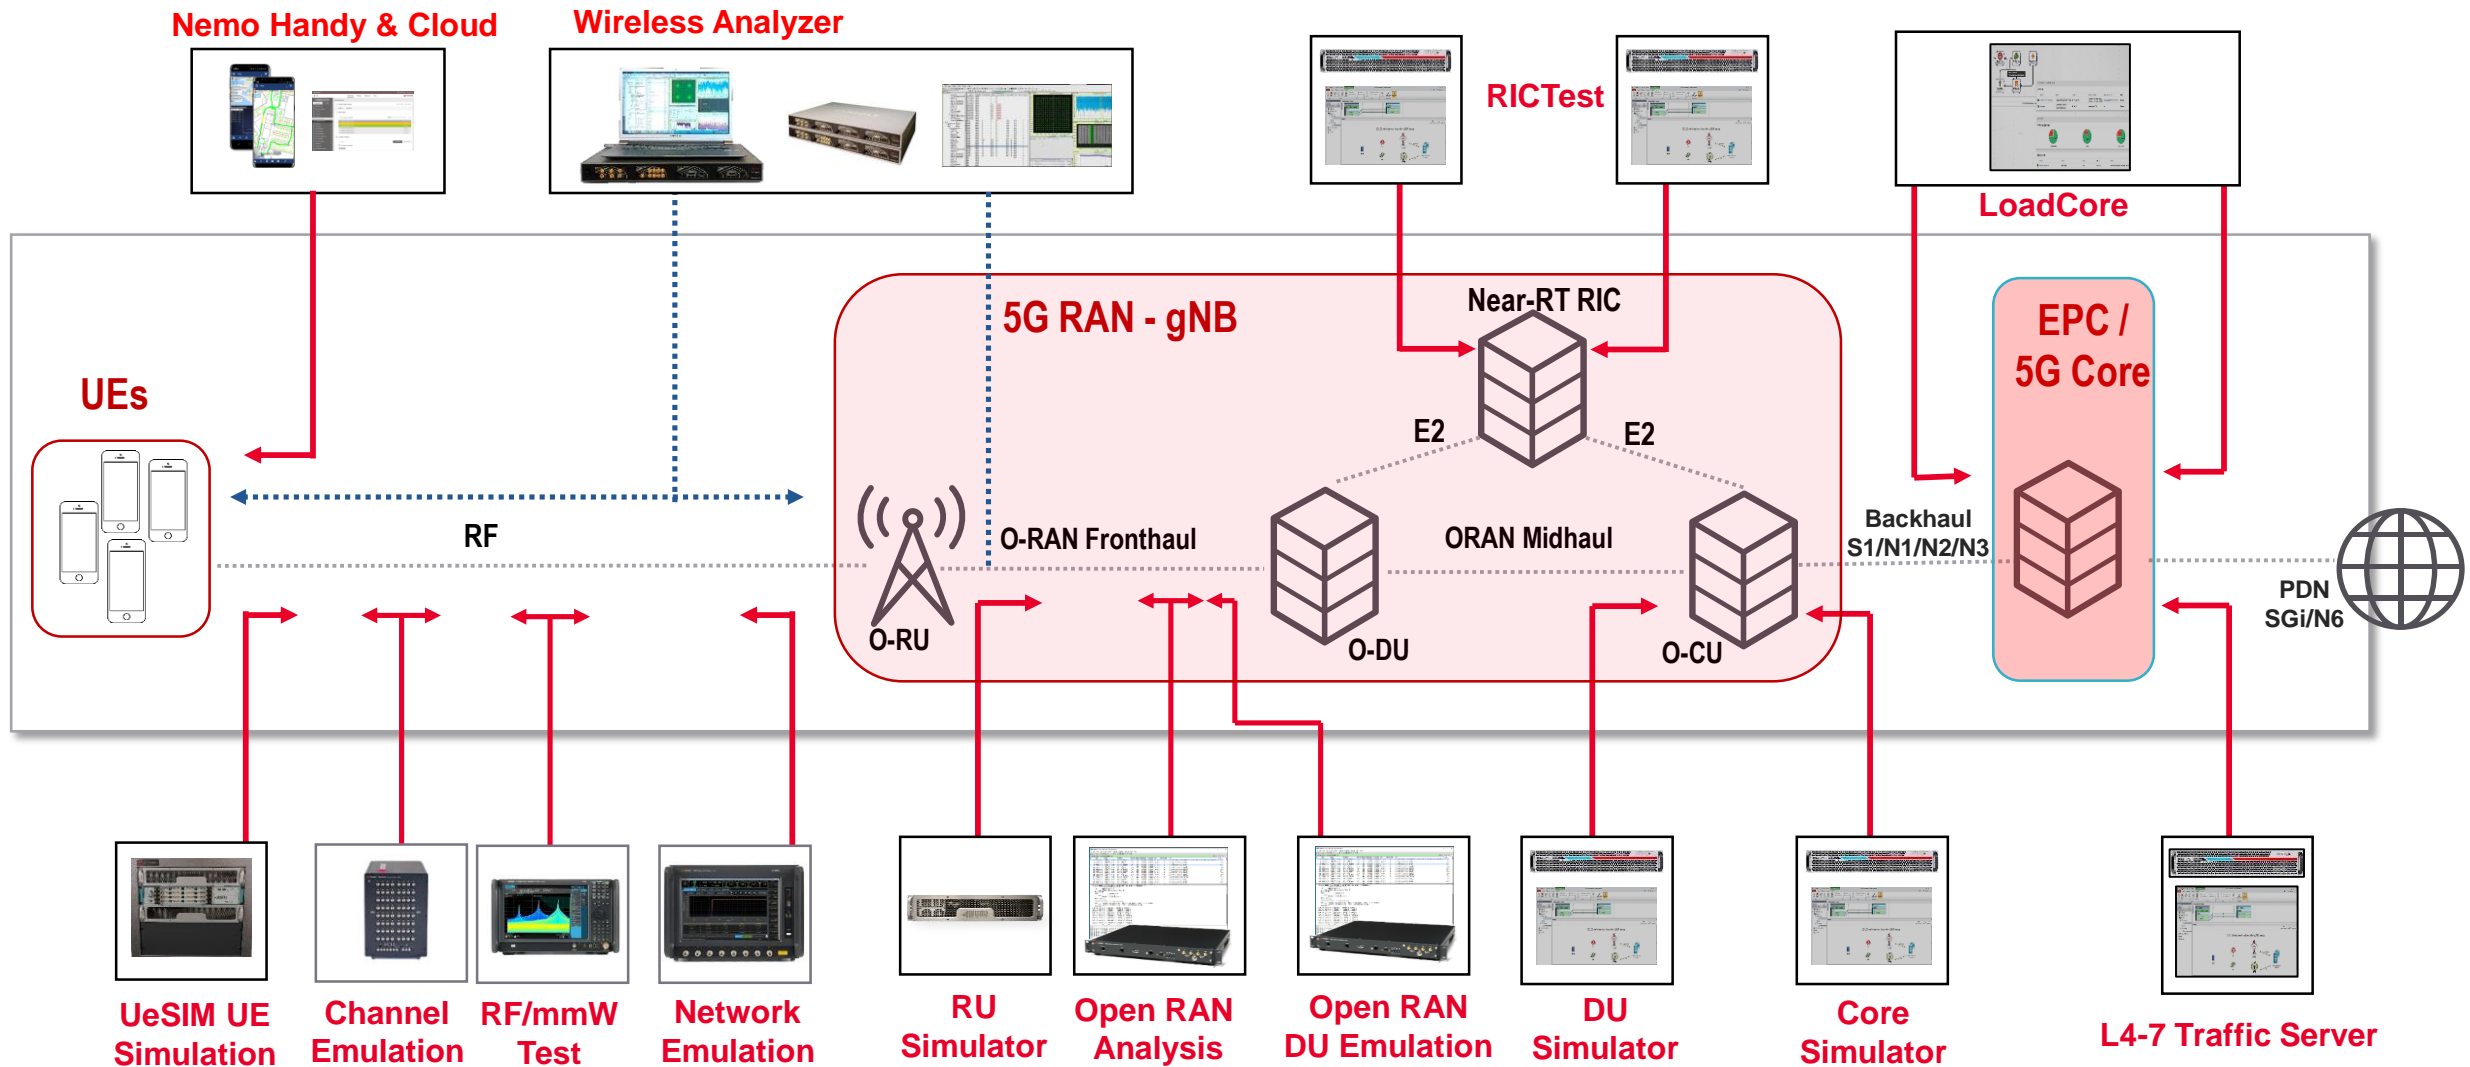 Nemo Handy & Cloud
Wireless Analyzer
RICTest
LoadCore
5G RAN - gNB
Near-RT RIC
EPC /
5G Core
UEs
E2
E2
RF
O-RAN Fronthaul
ORAN Midhaul
Backhaul
S1/N1/N2/N3
PDN
SGi/N6
O-RU
O-DU
O-CU
UeSIM UE
Simulation
Channel
Emulation
RF/mmW
Test
Network
Emulation
RU
Simulator
Open RAN
Analysis
Open RAN
DU Emulation
DU
Simulator
Core
Simulator
L4-7 Traffic Server